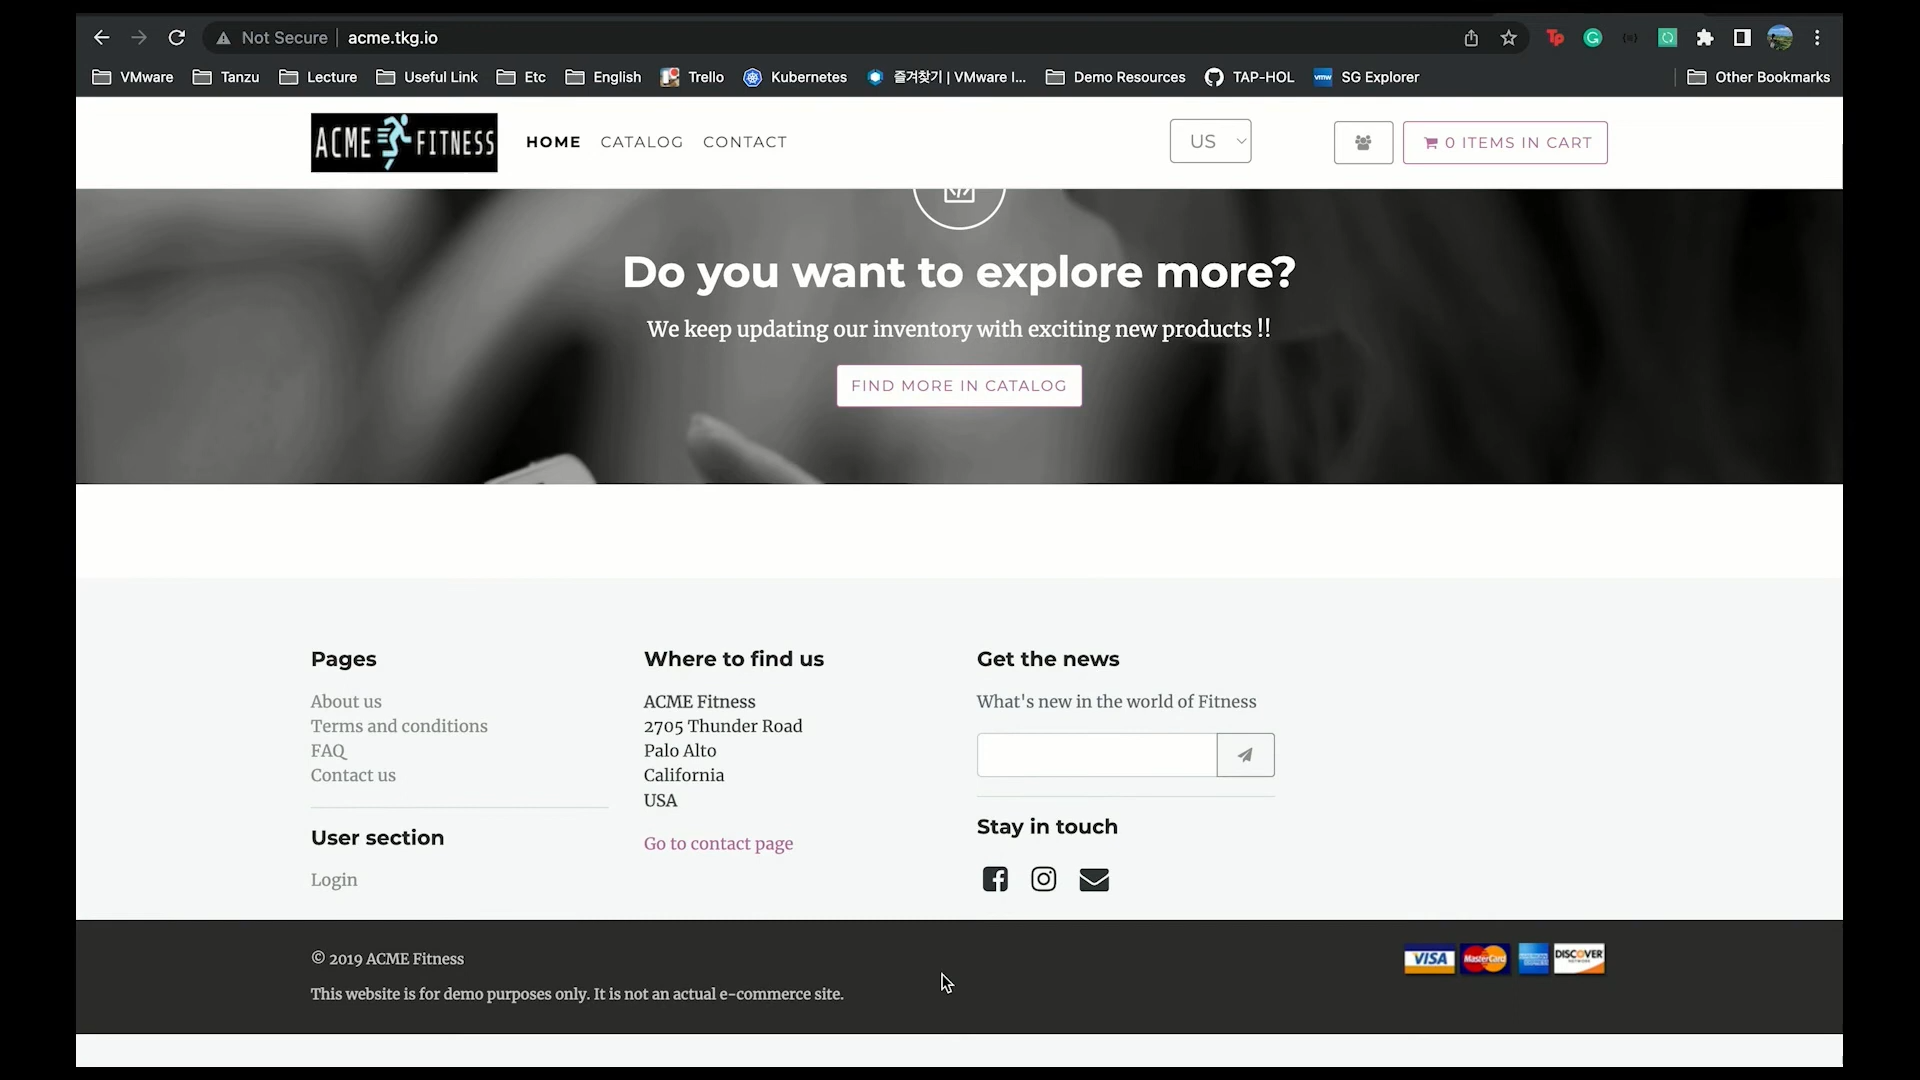 Not Secure acme.tkg.io
VMware Tanzu Lecture Useful Link Etc English Trello Kubernetes 즐겨찾기 | VMware I... Demo Resources TAP-HOL SG Explorer Other Bookmarks
ACME FITNESS HOME CATALOG CONTACT US 0 ITEMS IN CART
Do you want to explore more?
We keep updating our inventory with exciting new products !!
FIND MORE IN CATALOG
Pages
About us
Terms and conditions
FAQ
Contact us
User section
Login
Where to find us
ACME Fitness
2705 Thunder Road
Palo Alto
California
USA
Go to contact page
Get the news
What's new in the world of Fitness
Stay in touch
© 2019 ACME Fitness
This website is for demo purposes only. It is not an actual e-commerce site.
VISA MasterCard DISCOVER